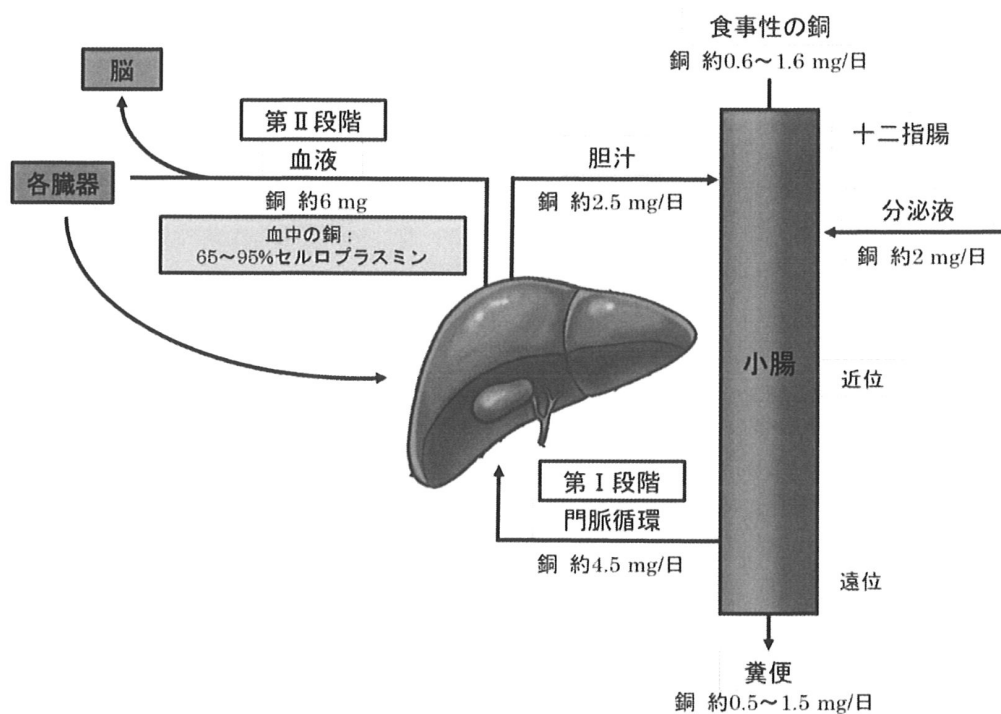 食事性の銅
銅 約0.6〜1.6 mg/日
脳
第Ⅱ段階
血液
銅 約6 mg
血中の銅：
65〜95%セルロプラスミン
各臓器
胆汁
銅 約2.5 mg/日
十二指腸
分泌液
銅 約2 mg/日
小腸
近位
第Ⅰ段階
門脈循環
銅 約4.5 mg/日
遠位
糞便
銅 約0.5〜1.5 mg/日